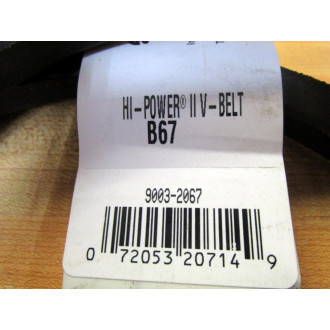 HI-POWER® II V-BELT
B67
9003-2067
0 72053 20714 9